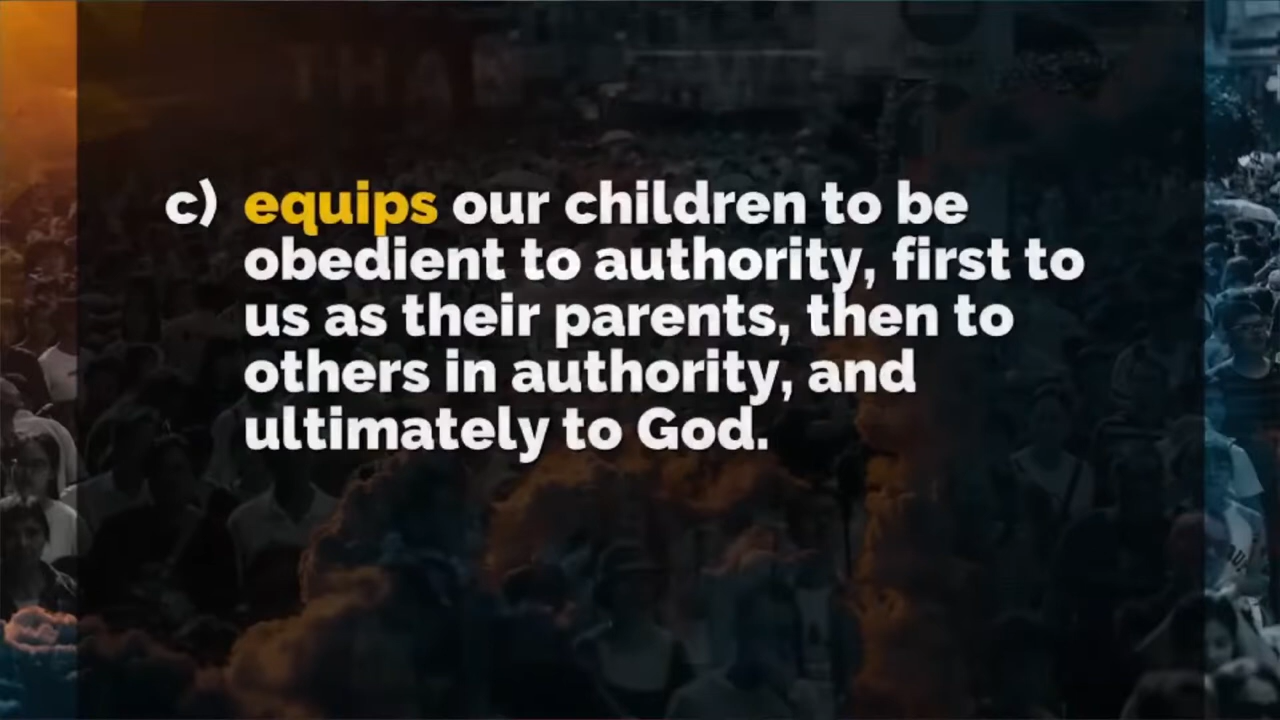 c) equips our children to be
obedient to authority, first to
us as their parents, then to
others in authority, and
ultimately to God.